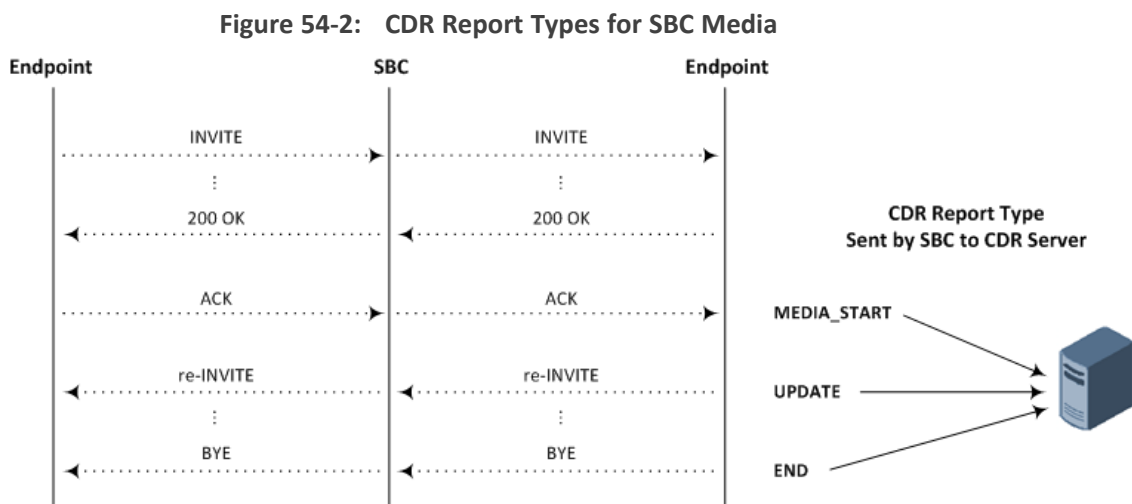 Figure 54-2: CDR Report Types for SBC Media
Endpoint SBC Endpoint
INVITE INVITE
200 OK 200 OK
CDR Report Type
Sent by SBC to CDR Server
ACK ACK
MEDIA_START
re-INVITE re-INVITE
UPDATE
BYE BYE
END